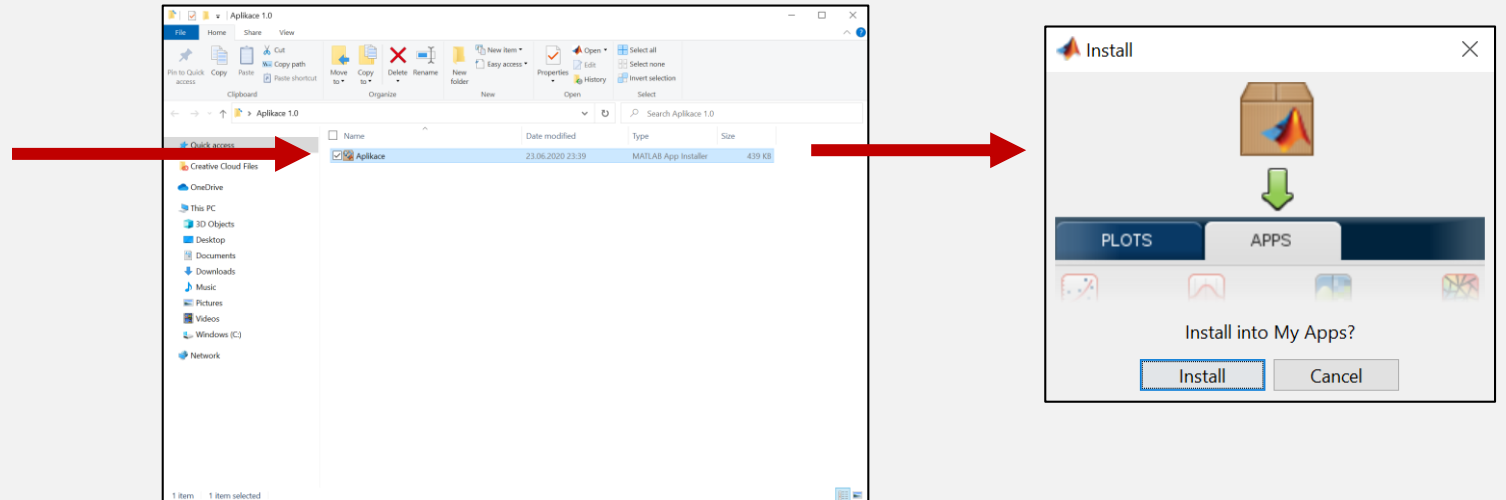 Aplikace 1.0
File Home Share View
Pin to Quick access
Copy
Paste
Cut
Copy path
Paste shortcut
Move to
Copy to
Delete
Rename
New folder
New item
Easy access
Properties
Open
Edit
History
Select all
Select none
Invert selection
Clipboard Organize New Open Select
> Aplikace 1.0
Search Aplikace 1.0
Name Date modified Type Size
Aplikace 23.06.2020 23:39 MATLAB App Installer 439 KB
Quick access
Creative Cloud Files
OneDrive
This PC
3D Objects
Desktop
Documents
Downloads
Music
Pictures
Videos
Windows (C:)
Network
1 item 1 item selected
Install
PLOTS APPS
Install into My Apps?
Install Cancel